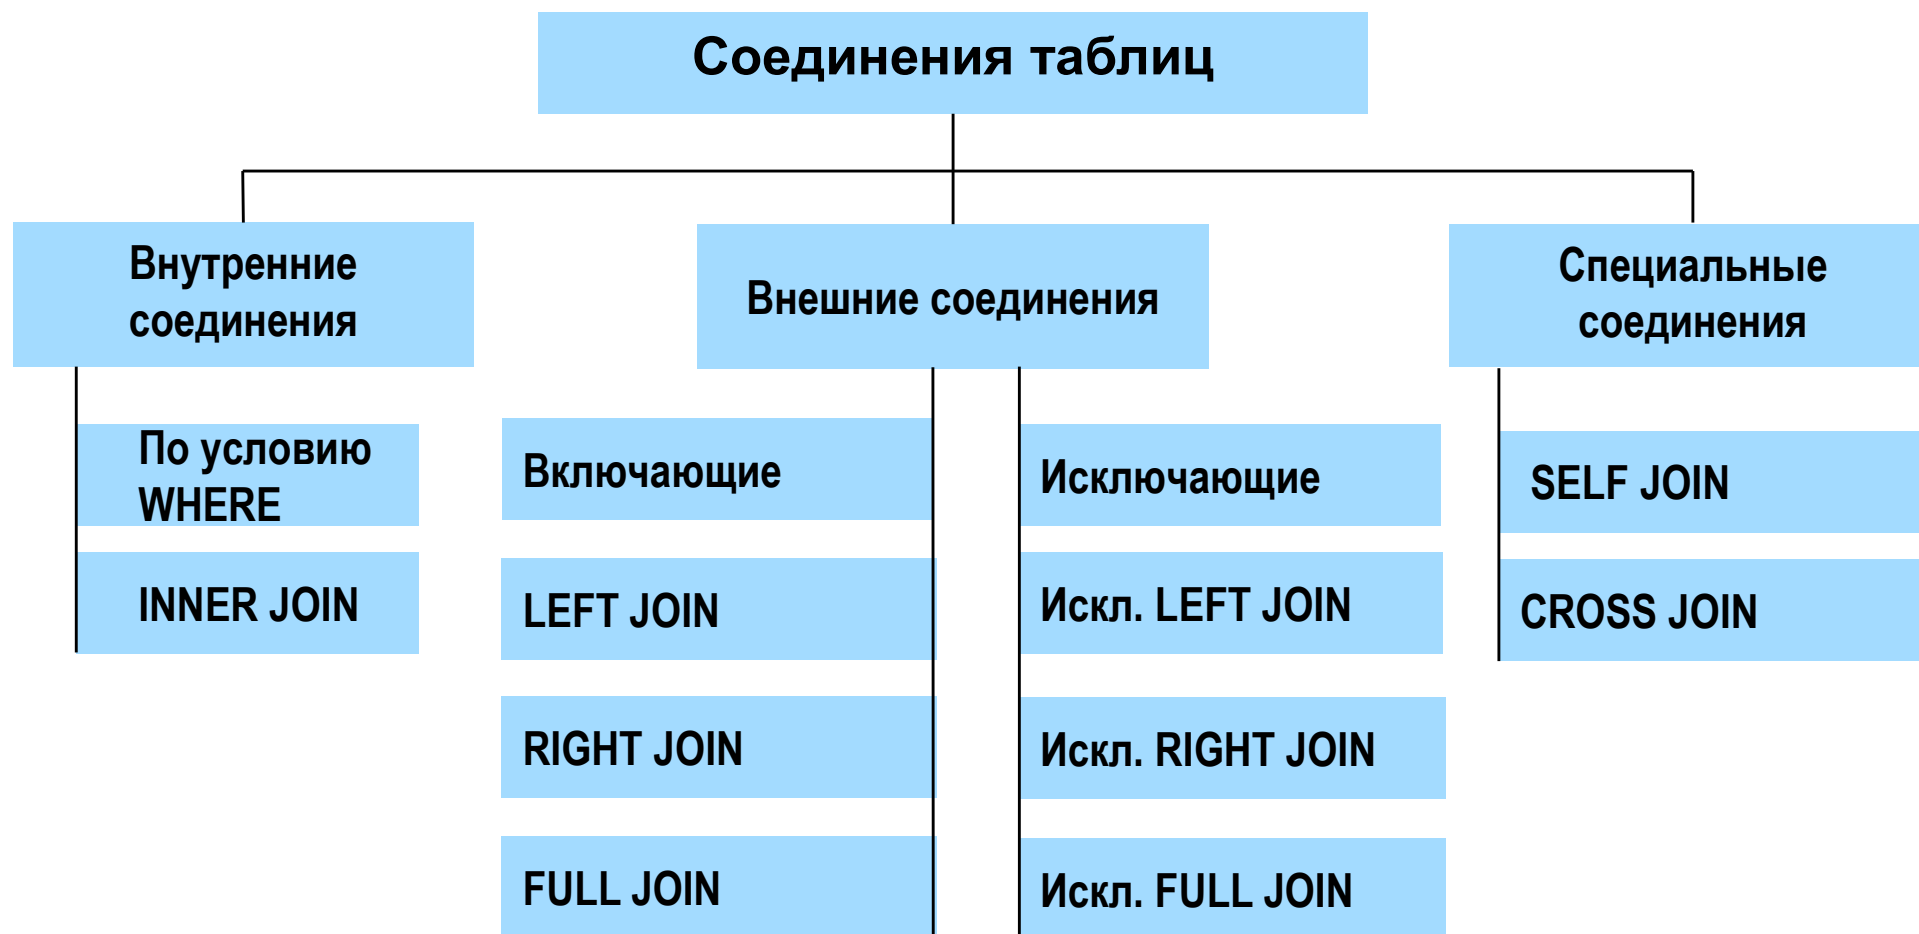 Соединения таблиц
Внутренние
соединения
По условию
WHERE
INNER JOIN
Внешние соединения
Включающие
LEFT JOIN
RIGHT JOIN
FULL JOIN
Исключающие
Искл. LEFT JOIN
Искл. RIGHT JOIN
Искл. FULL JOIN
Специальные
соединения
SELF JOIN
CROSS JOIN